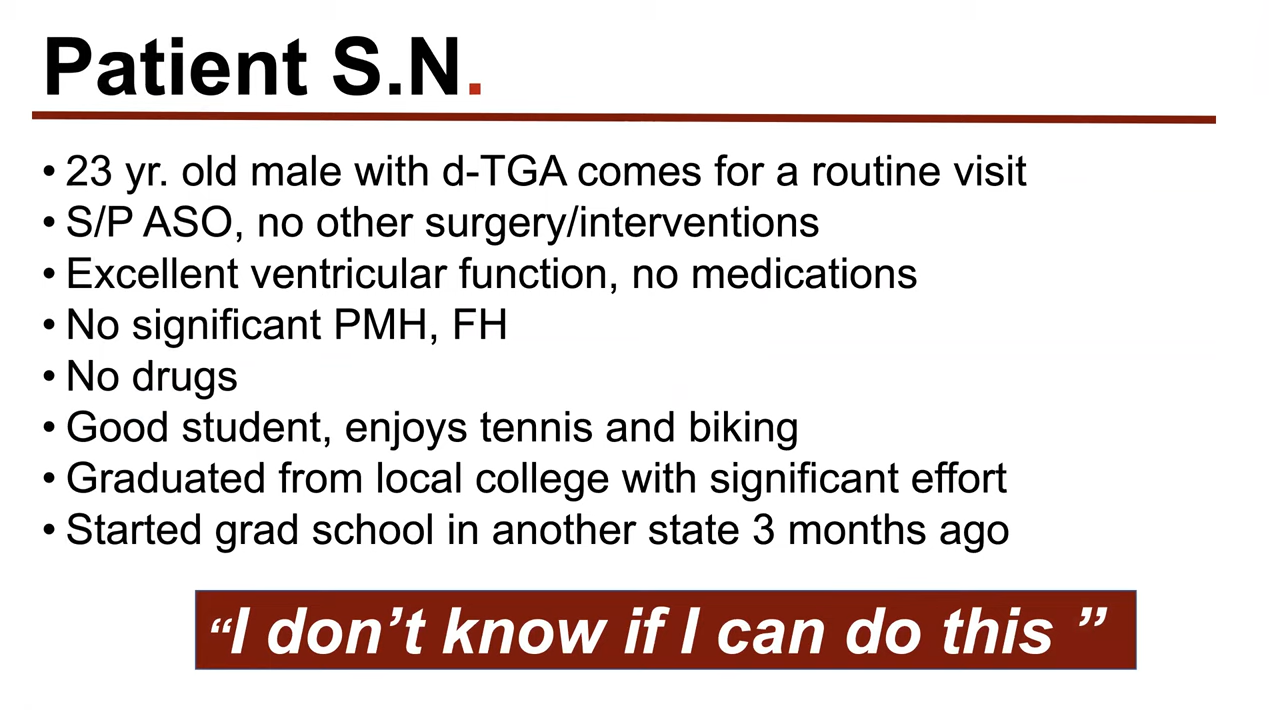 Patient S.N.
• 23 yr. old male with d-TGA comes for a routine visit
• S/P ASO, no other surgery/interventions
• Excellent ventricular function, no medications
• No significant PMH, FH
• No drugs
• Good student, enjoys tennis and biking
• Graduated from local college with significant effort
• Started grad school in another state 3 months ago
“I don’t know if I can do this ”